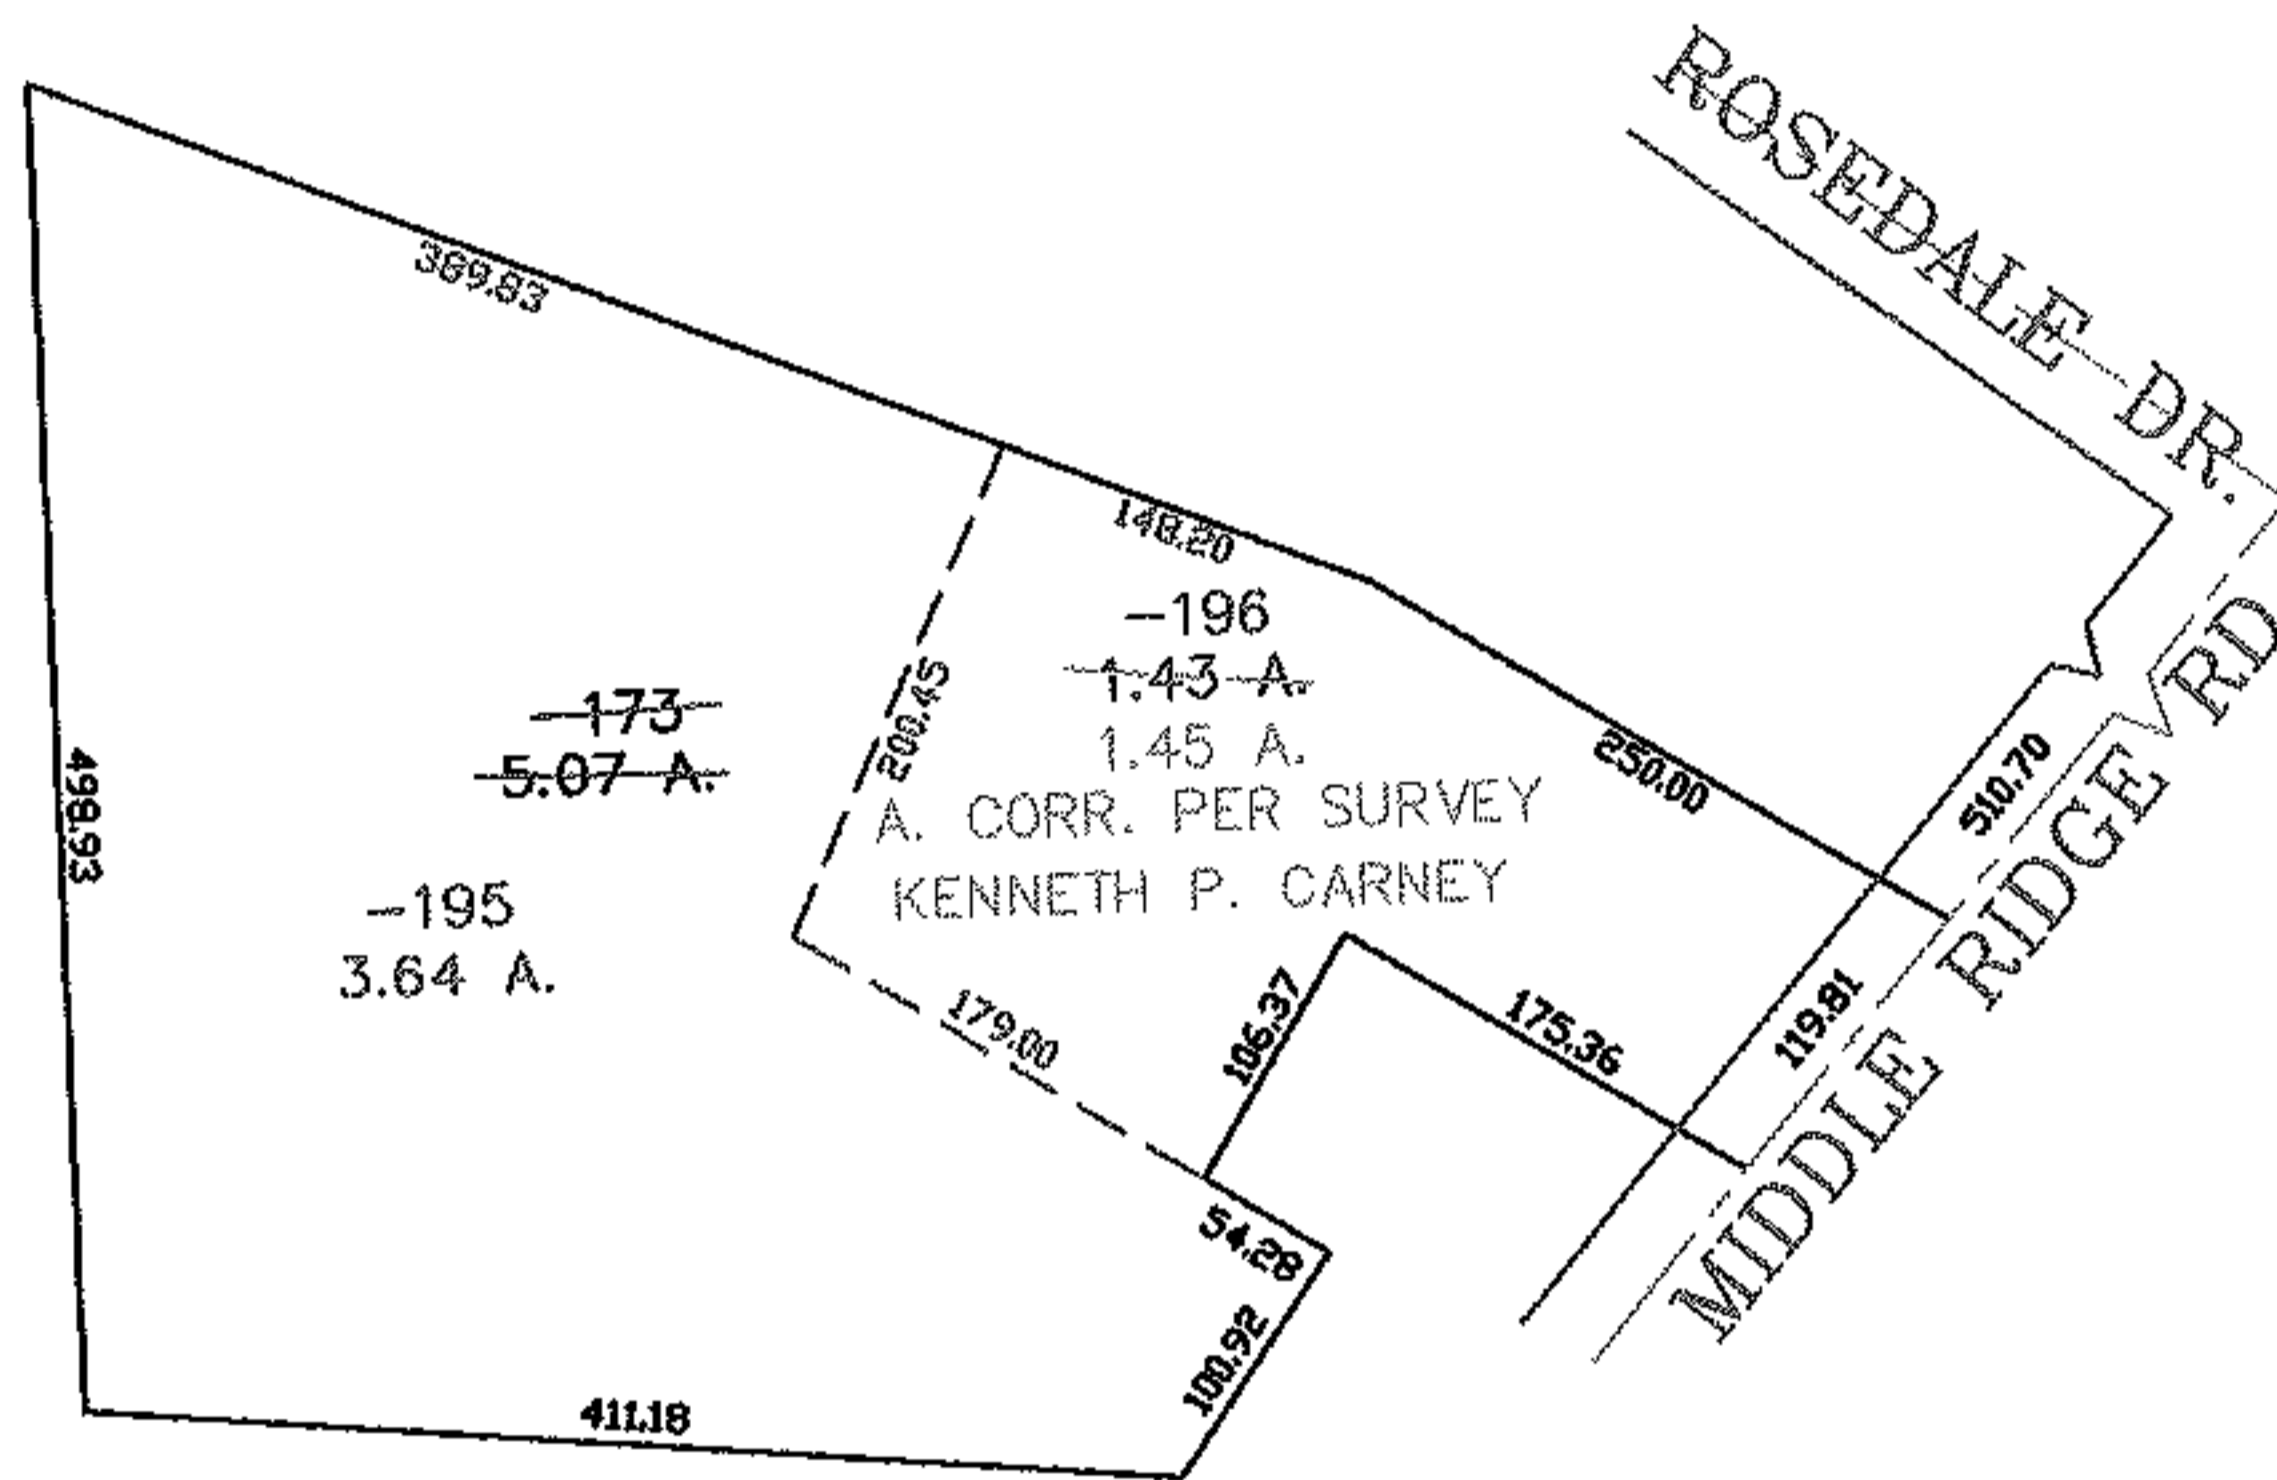 ROSEDALE DR.
389.83
148.20
-196
1.43 A.
1.45 A.
A. CORR. PER SURVEY
KENNETH P. CARNEY
-173
5.07 A.
200.45
250.00
510.70
MIDDLE RIDGE RD
498.93
-195
3.64 A.
179.00
106.37
175.36
119.81
54.28
100.92
411.18